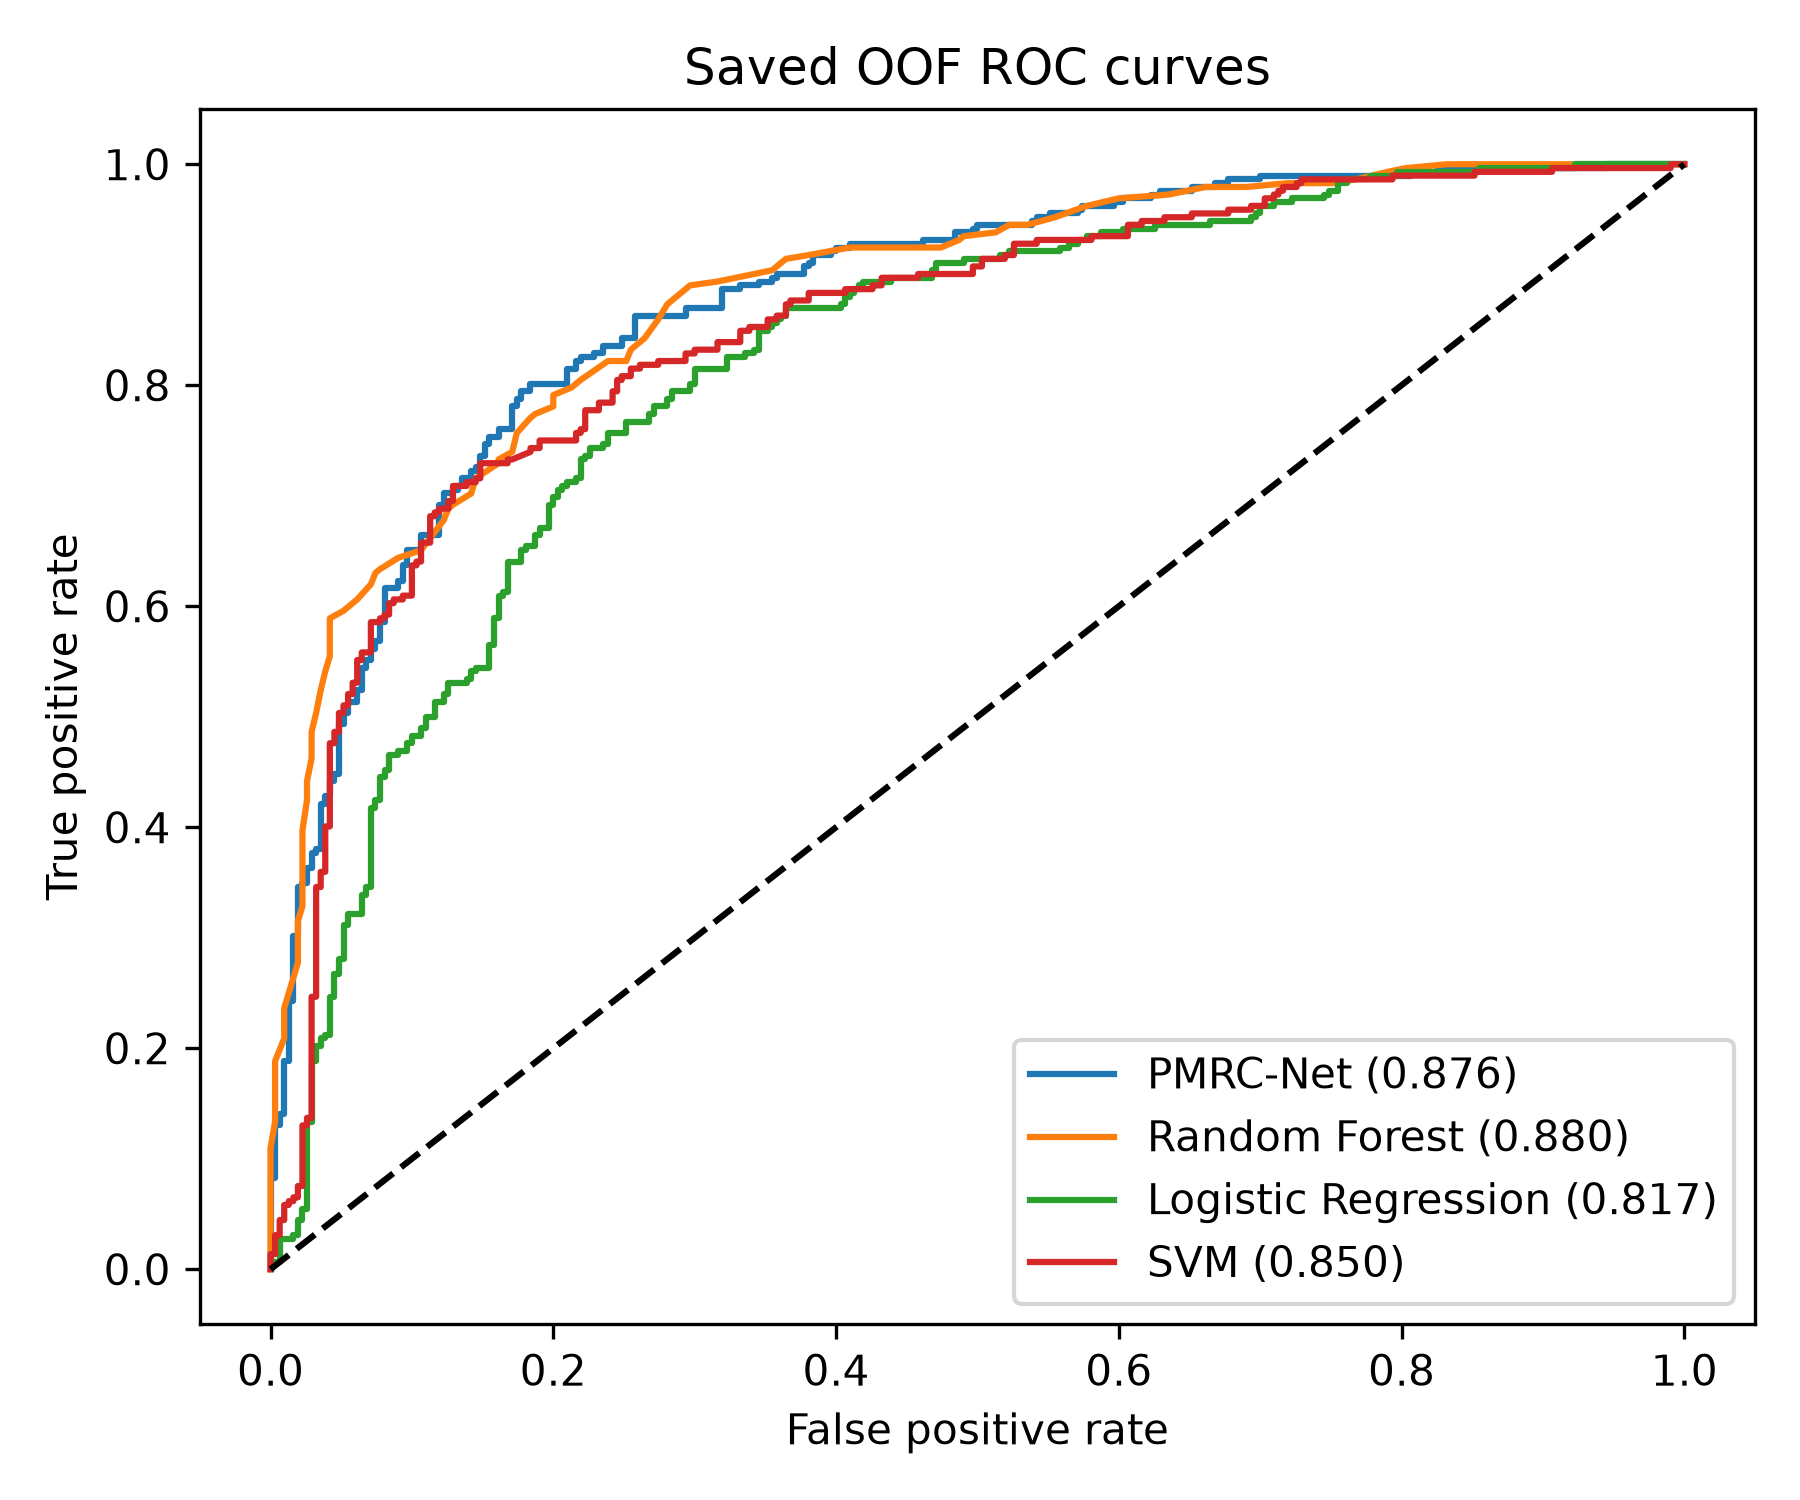 Saved OOF ROC curves
True positive rate
1.0
0.8
0.6
0.4
0.2
0.0
PMRC-Net (0.876)
Random Forest (0.880)
Logistic Regression (0.817)
SVM (0.850)
0.0 0.2 0.4 0.6 0.8 1.0
False positive rate